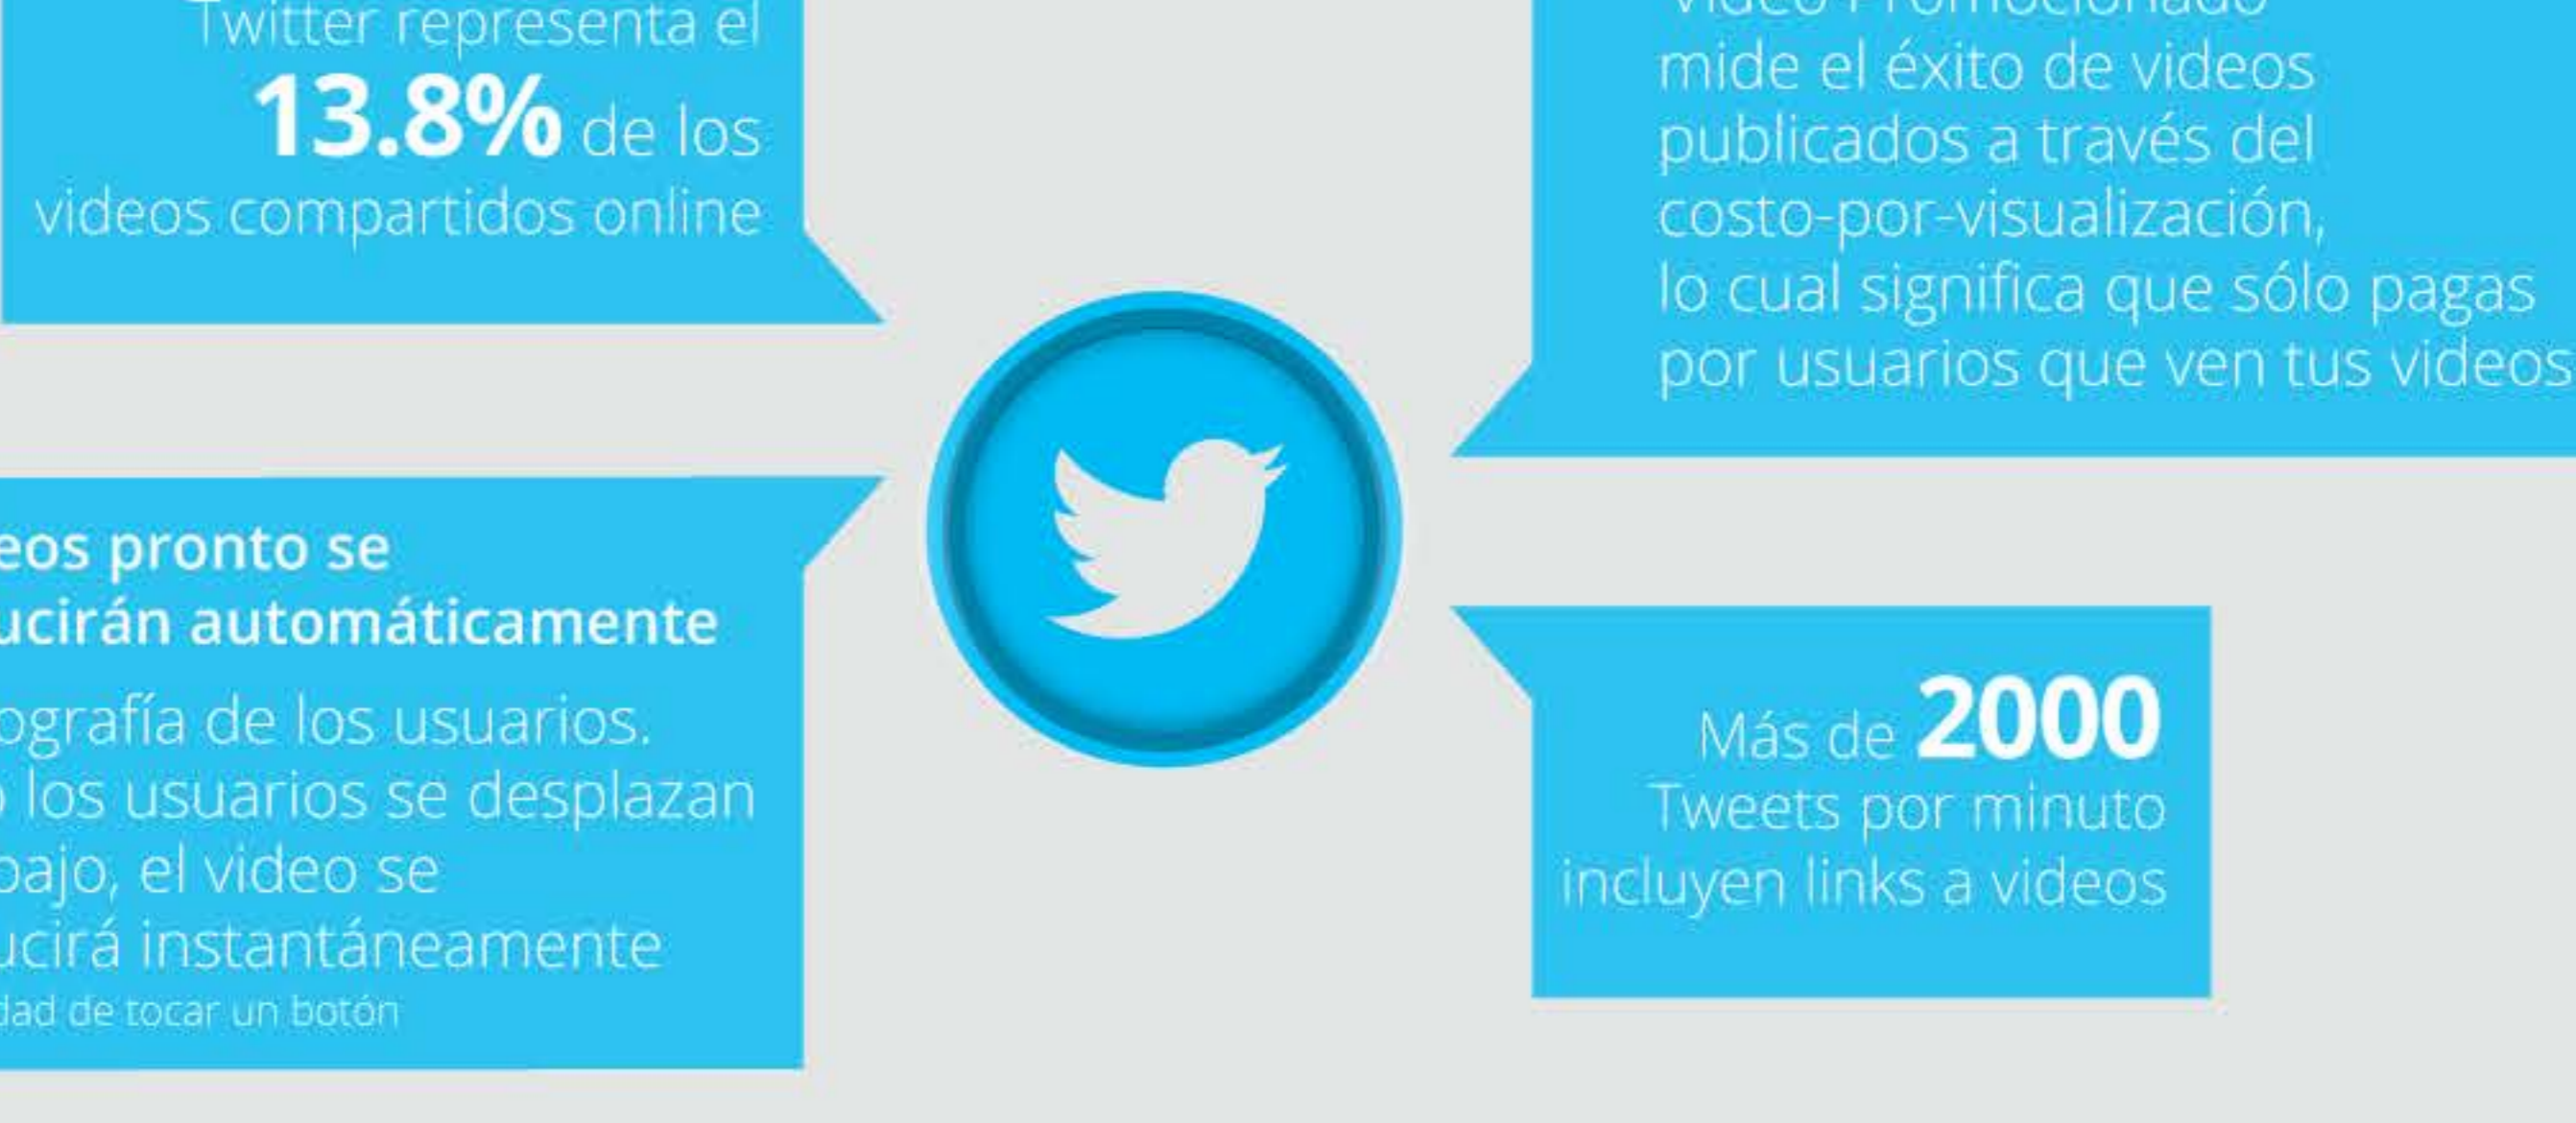 Twitter representa el
13.8% de los
videos compartidos online
Video Promocionado
mide el éxito de videos
publicados a través del
costo-por-visualización,
lo cual significa que sólo pagas
por usuarios que ven tus videos
eos pronto se
ucirán automáticamente
ografía de los usuarios.
los usuarios se desplazan
bajo, el video se
ucirá instantáneamente
dad de tocar un botón
Más de 2000
Tweets por minuto
incluyen links a videos